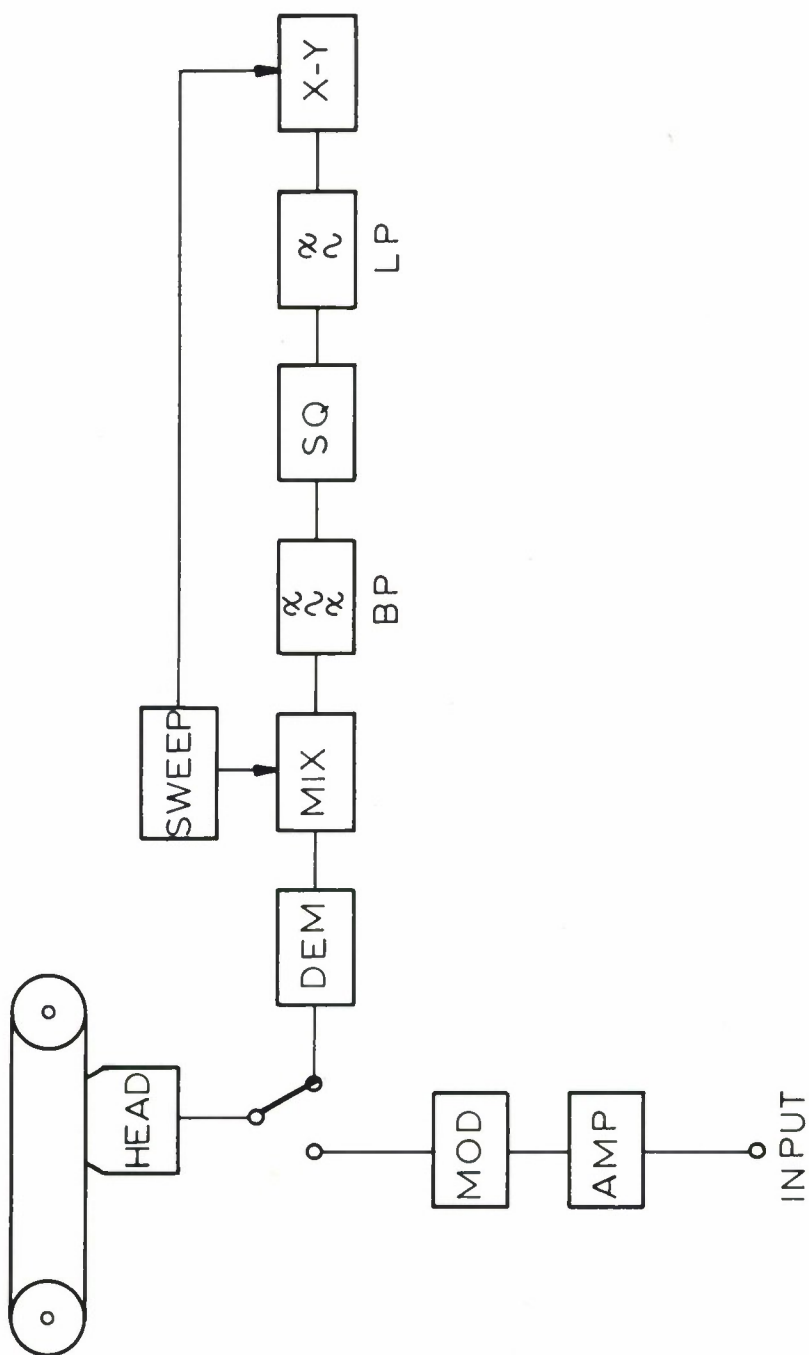 HEAD
SWEEP
DEM
MIX
BP
SQ
LP
X-Y
MOD
AMP
INPUT